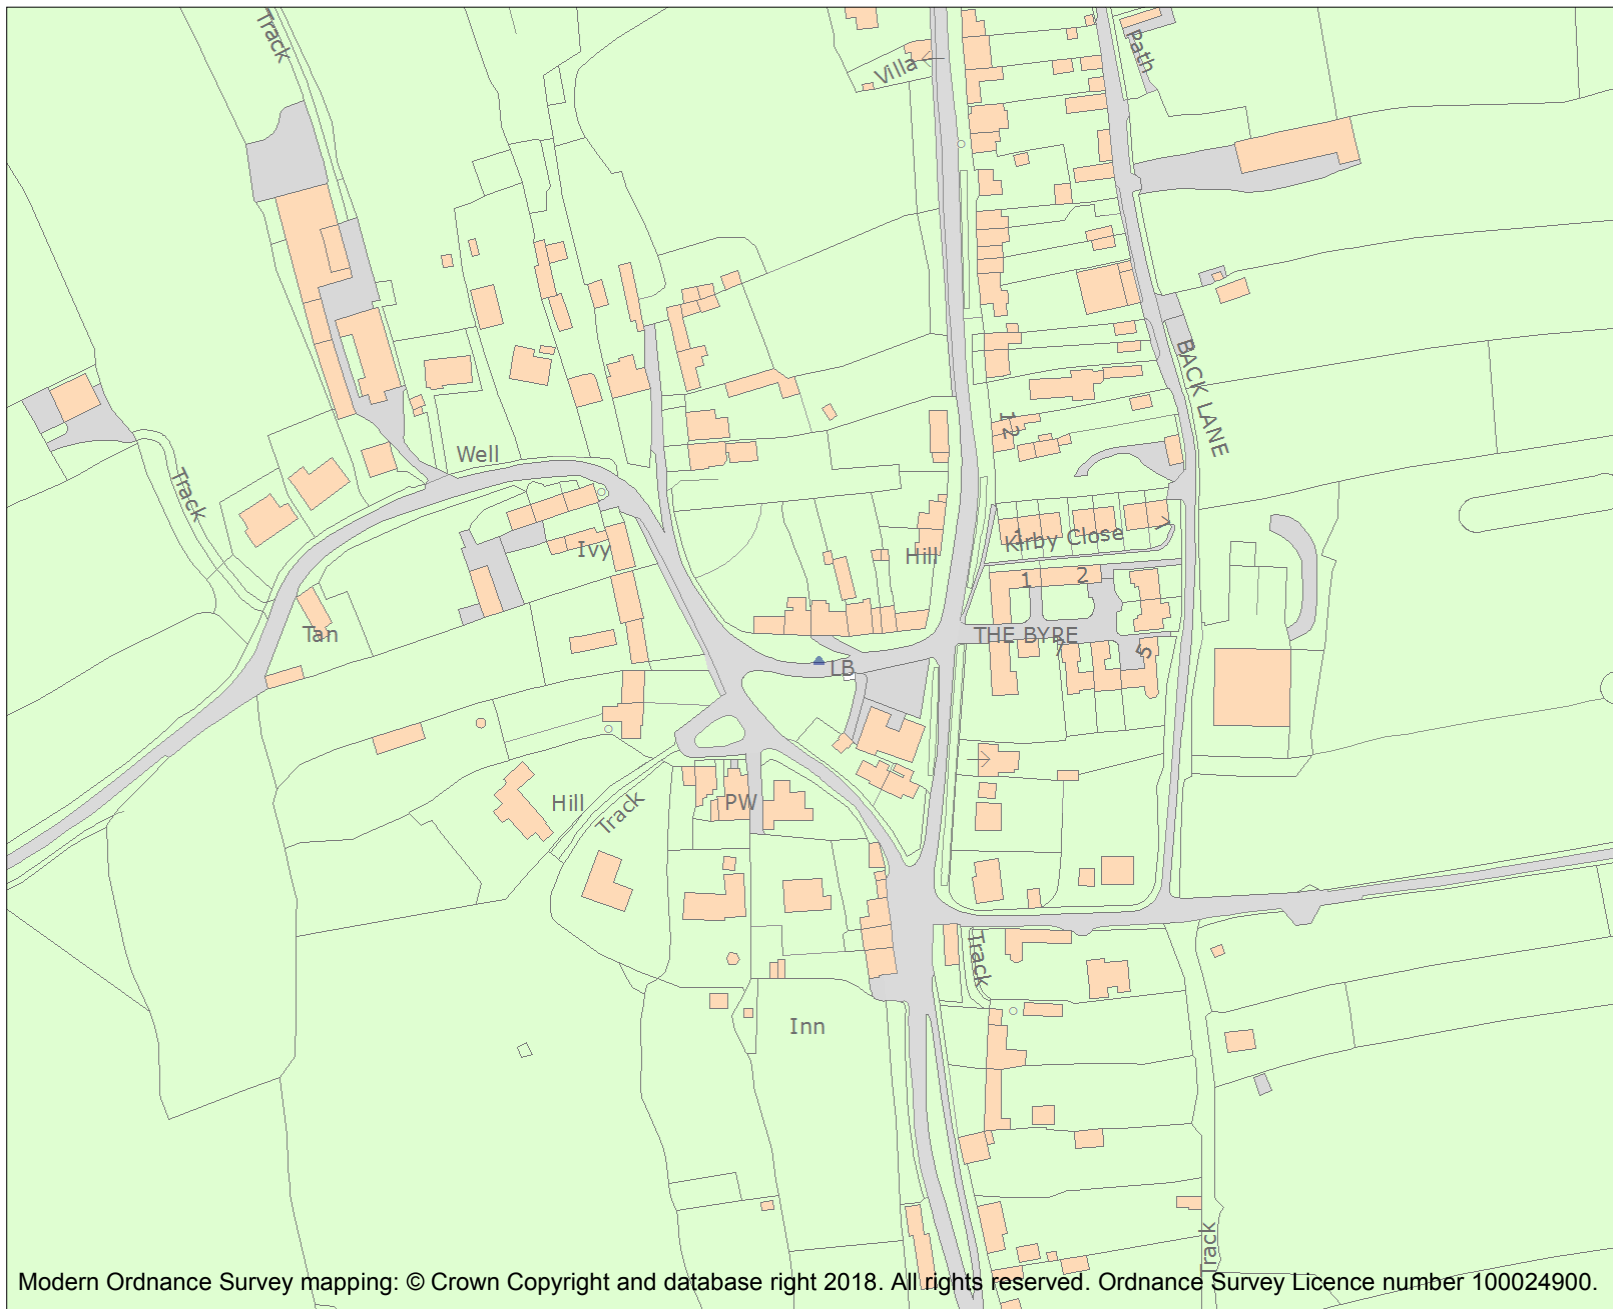 Track
Path
Villa
BACK LANE
12
Well
Track
Ivy
Hill
1
Kirby Close
7
1
2
Tan
THE BYRE
7
5
LB
Hill
Track
PW
Track
Inn
Track
Modern Ordnance Survey mapping: © Crown Copyright and database right 2018. All rights reserved. Ordnance Survey Licence number 100024900.